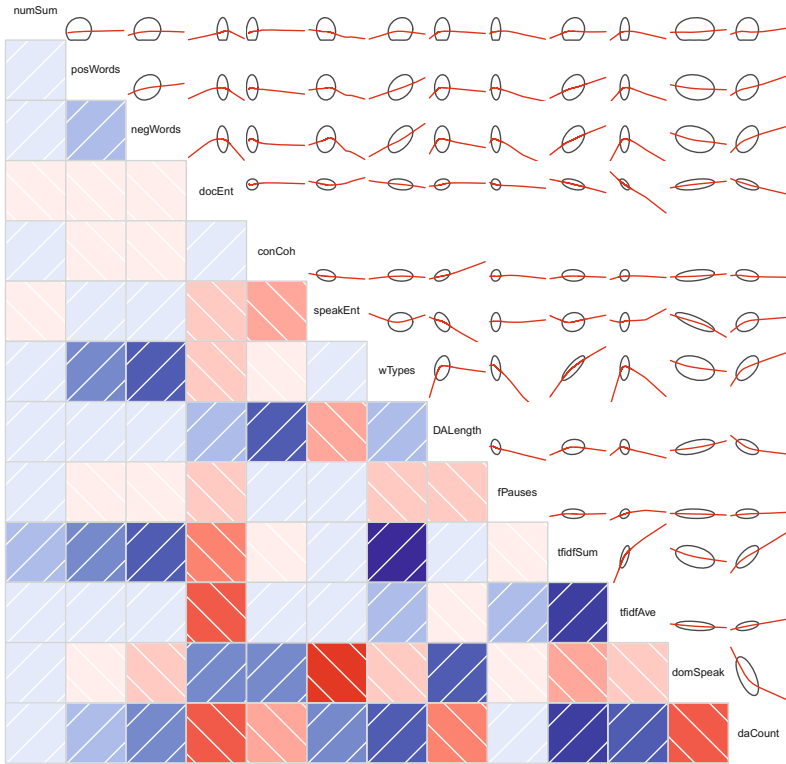 numSum
posWords
negWords
docEnt
conCoh
speakEnt
wTypes
DALength
fPauses
tfidfSum
tfidfAve
domSpeak
daCount